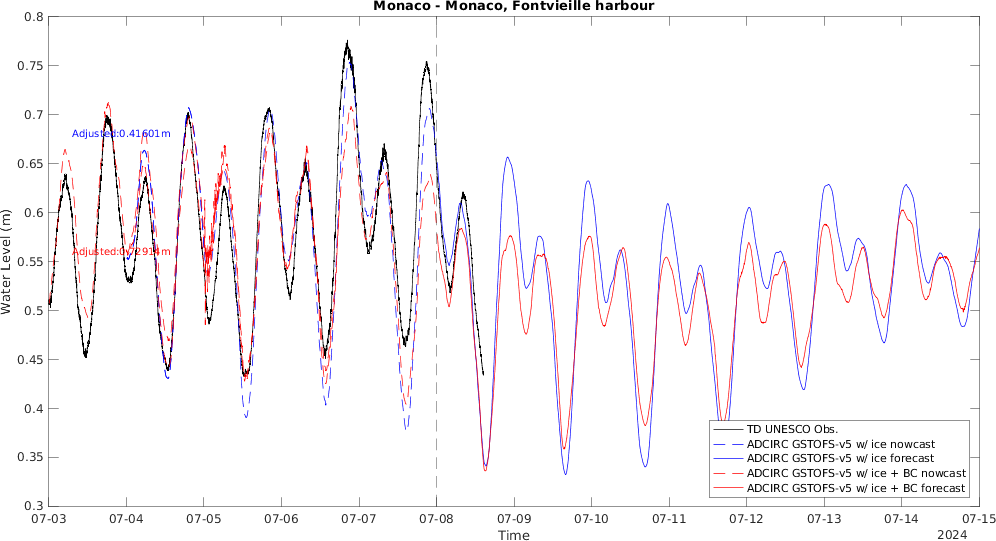 Monaco - Monaco, Fontvieille harbour
0.8
0.75
0.7
0.65
0.6
0.55
0.5
0.45
0.4
0.35
0.3
Water Level (m)
Adjusted:0.41601m
TD UNESCO Obs.
ADCIRC GSTOFS-v5 w/ ice nowcast
ADCIRC GSTOFS-v5 w/ ice forecast
ADCIRC GSTOFS-v5 w/ ice + BC nowcast
ADCIRC GSTOFS-v5 w/ ice + BC forecast
07-03 07-04 07-05 07-06 07-07 07-08 07-09 07-10 07-11 07-12 07-13 07-14 07-15
Time
2024